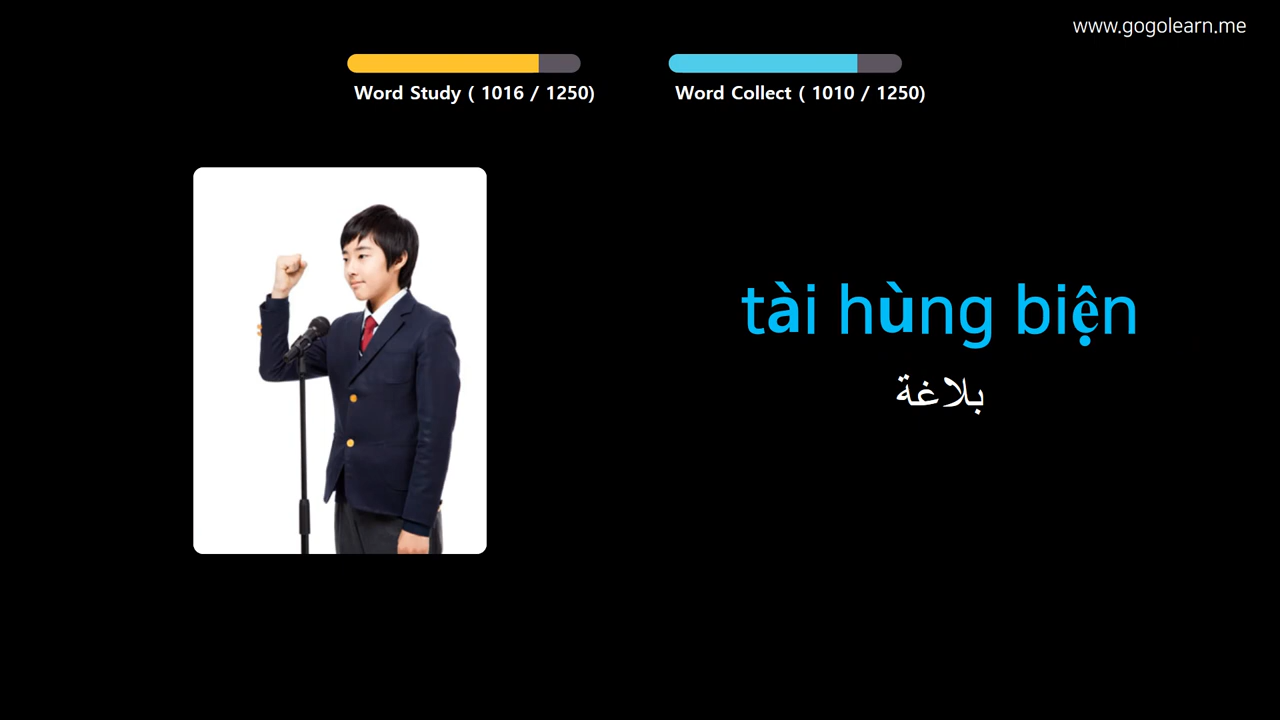 www.gogolearn.me
Word Study ( 1016 / 1250)
Word Collect ( 1010 / 1250)
tài hùng biện
بلاغة